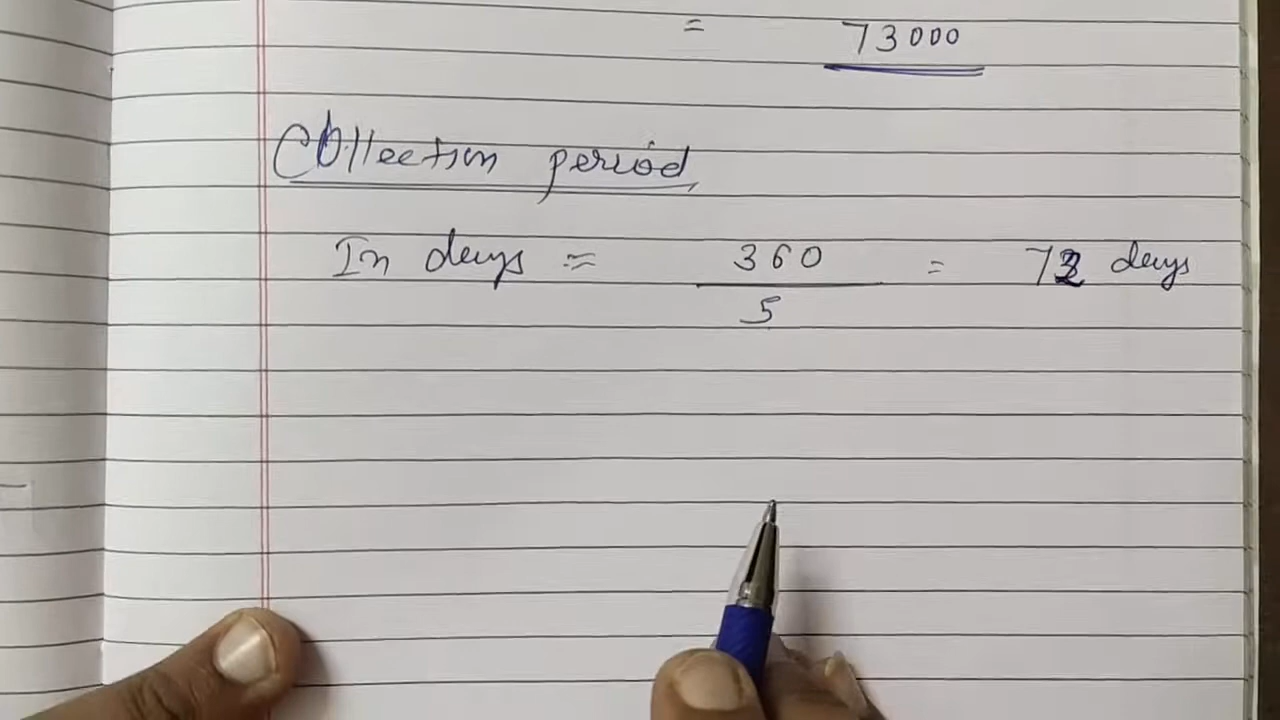 = 73000
Collection period
In days = 360 / 5 = 72 days